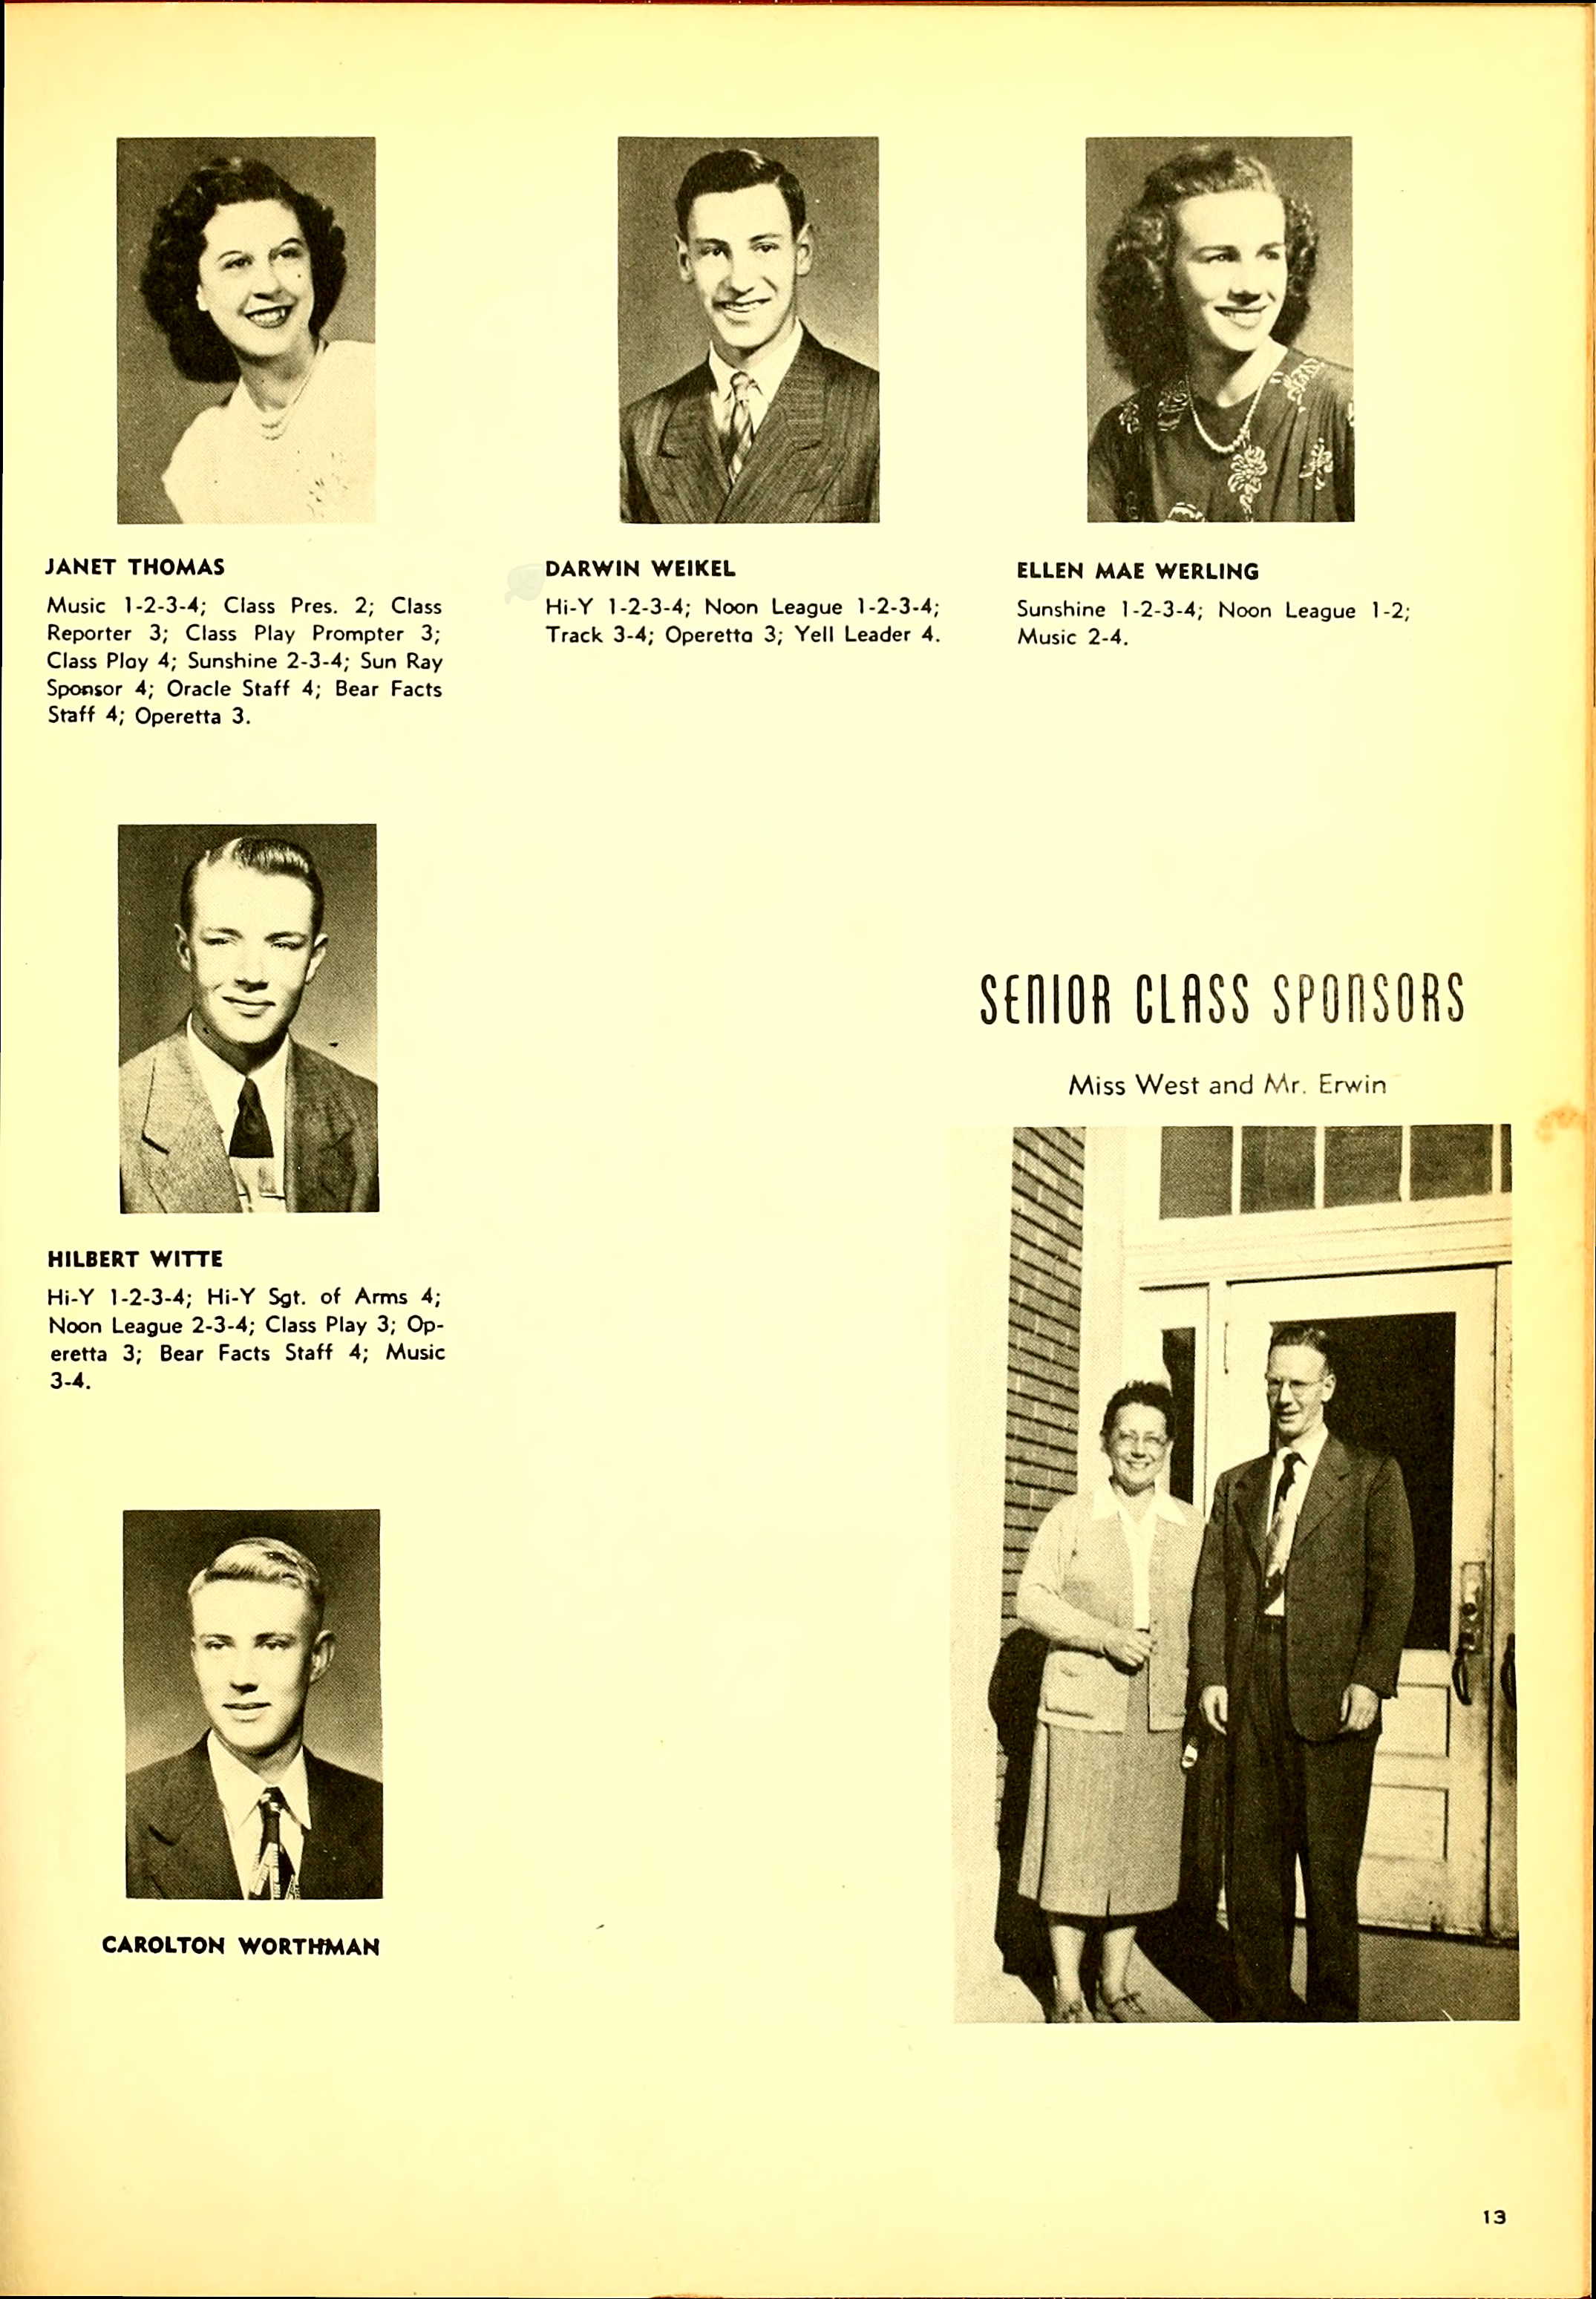 JANET THOMAS
Music 1-2-3-4; Class Pres. 2; Class
Reporter 3; Class Play Prompter 3;
Class Play 4; Sunshine 2-3-4; Sun Ray
Sponsor 4; Oracle Staff 4; Bear Facts
Staff 4; Operetta 3.
DARWIN WEIKEL
Hi-Y 1-2-3-4; Noon League 1-2-3-4;
Track 3-4; Operetta 3; Yell Leader 4.
ELLEN MAE WERLING
Sunshine 1-2-3-4; Noon League 1-2;
Music 2-4.
HILBERT WITTE
Hi-Y 1-2-3-4; Hi-Y Sgt. of Arms 4;
Noon League 2-3-4; Class Play 3; Op-
eretta 3; Bear Facts Staff 4; Music
3-4.
CAROLTON WORTHMAN
SENIOR CLASS SPONSORS
Miss West and Mr. Erwin
13